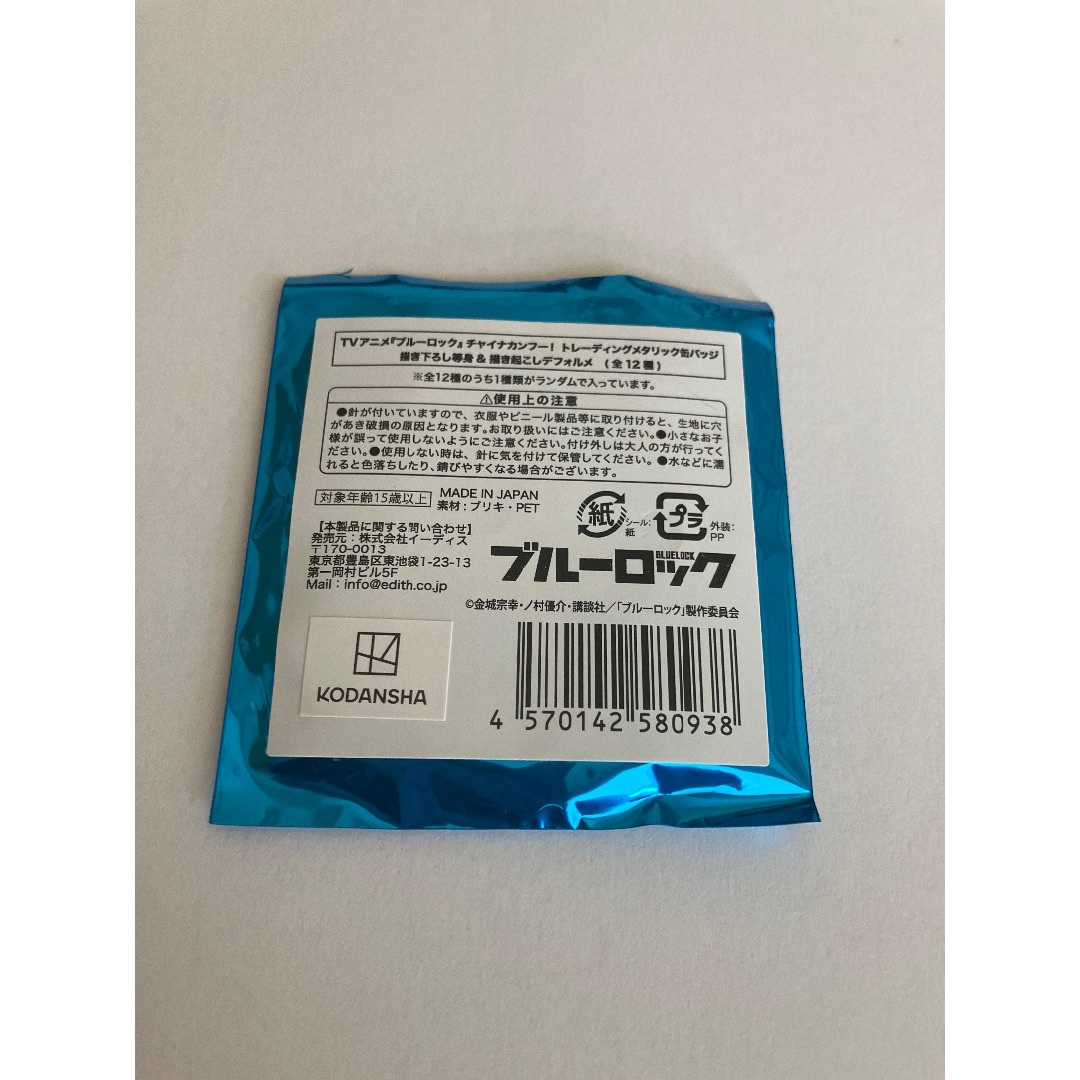 TVアニメ『ブルーロック』チャイナカンフー! トレーディングメタリック缶バッジ
描き下ろし等身&描き起こしデフォルメ (全12種)
※全12種のうち1種類がランダムで入っています。
⚠使用上の注意
●針が付いていますので、衣服やビニール製品等に取り付けると、生地に穴
があき破損の原因となります。お取り扱いにはご注意ください。●小さなお子
様が誤って使用しないようにご注意ください。付け外しは大人の方が行ってく
ださい。●使用しない時は、針に気を付けて保管してください。●水などに濡
れると色落ちしたり、錆びやすくなる場合がございます。
対象年齢15歳以上
MADE IN JAPAN
素材:ブリキ・PET
紙
シール:
紙
プラ
外装:
PP
【本製品に関する問い合わせ】
発売元:株式会社イーディス
〒170-0013
東京都豊島区東池袋1-23-13
第一岡村ビル5F
Mail:info@edith.co.jp
ブルーロック
BLUELOCK
©金城宗幸・ノ村優介・講談社/「ブルーロック」製作委員会
KODANSHA
4 570142 580938